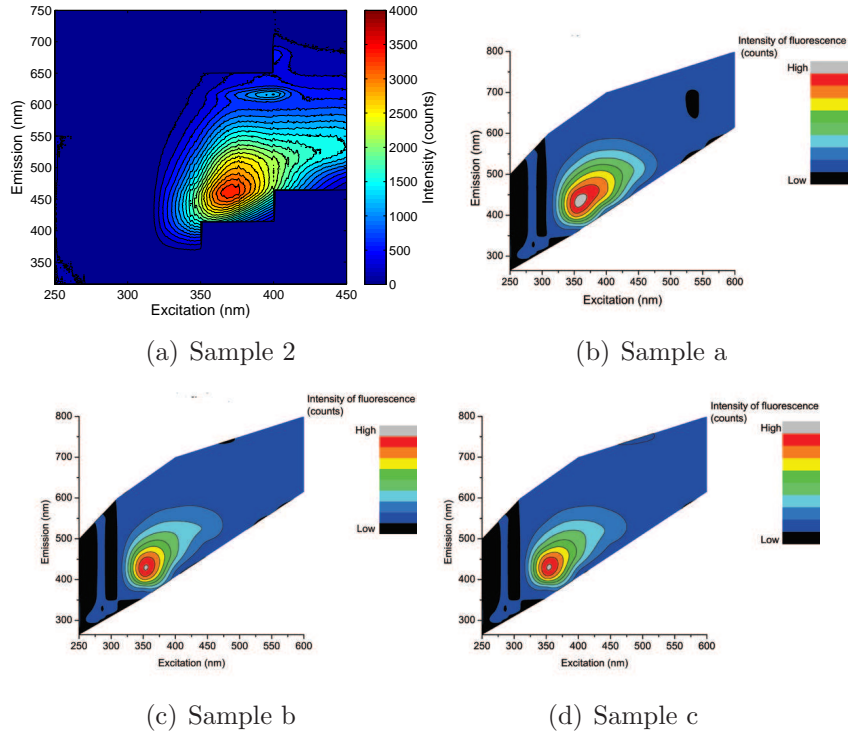 750
700
650
600
550
500
450
400
350
250 300 350 400 450
Emission (nm)
Excitation (nm)
4000
3500
3000
2500
2000
1500
1000
500
0
Intensity (counts)
(a) Sample 2
Intensity of fluorescence
(counts)
High
Low
800
700
600
500
400
300
250 300 350 400 450 500 550 600
Emission (nm)
Excitation (nm)
(b) Sample a
Intensity of fluorescence
(counts)
High
Low
800
700
600
500
400
300
250 300 350 400 450 500 550 600
Emission (nm)
Excitation (nm)
(c) Sample b
Intensity of fluorescence
(counts)
High
Low
800
700
600
500
400
300
250 300 350 400 450 500 550 600
Emission (nm)
Excitation (nm)
(d) Sample c